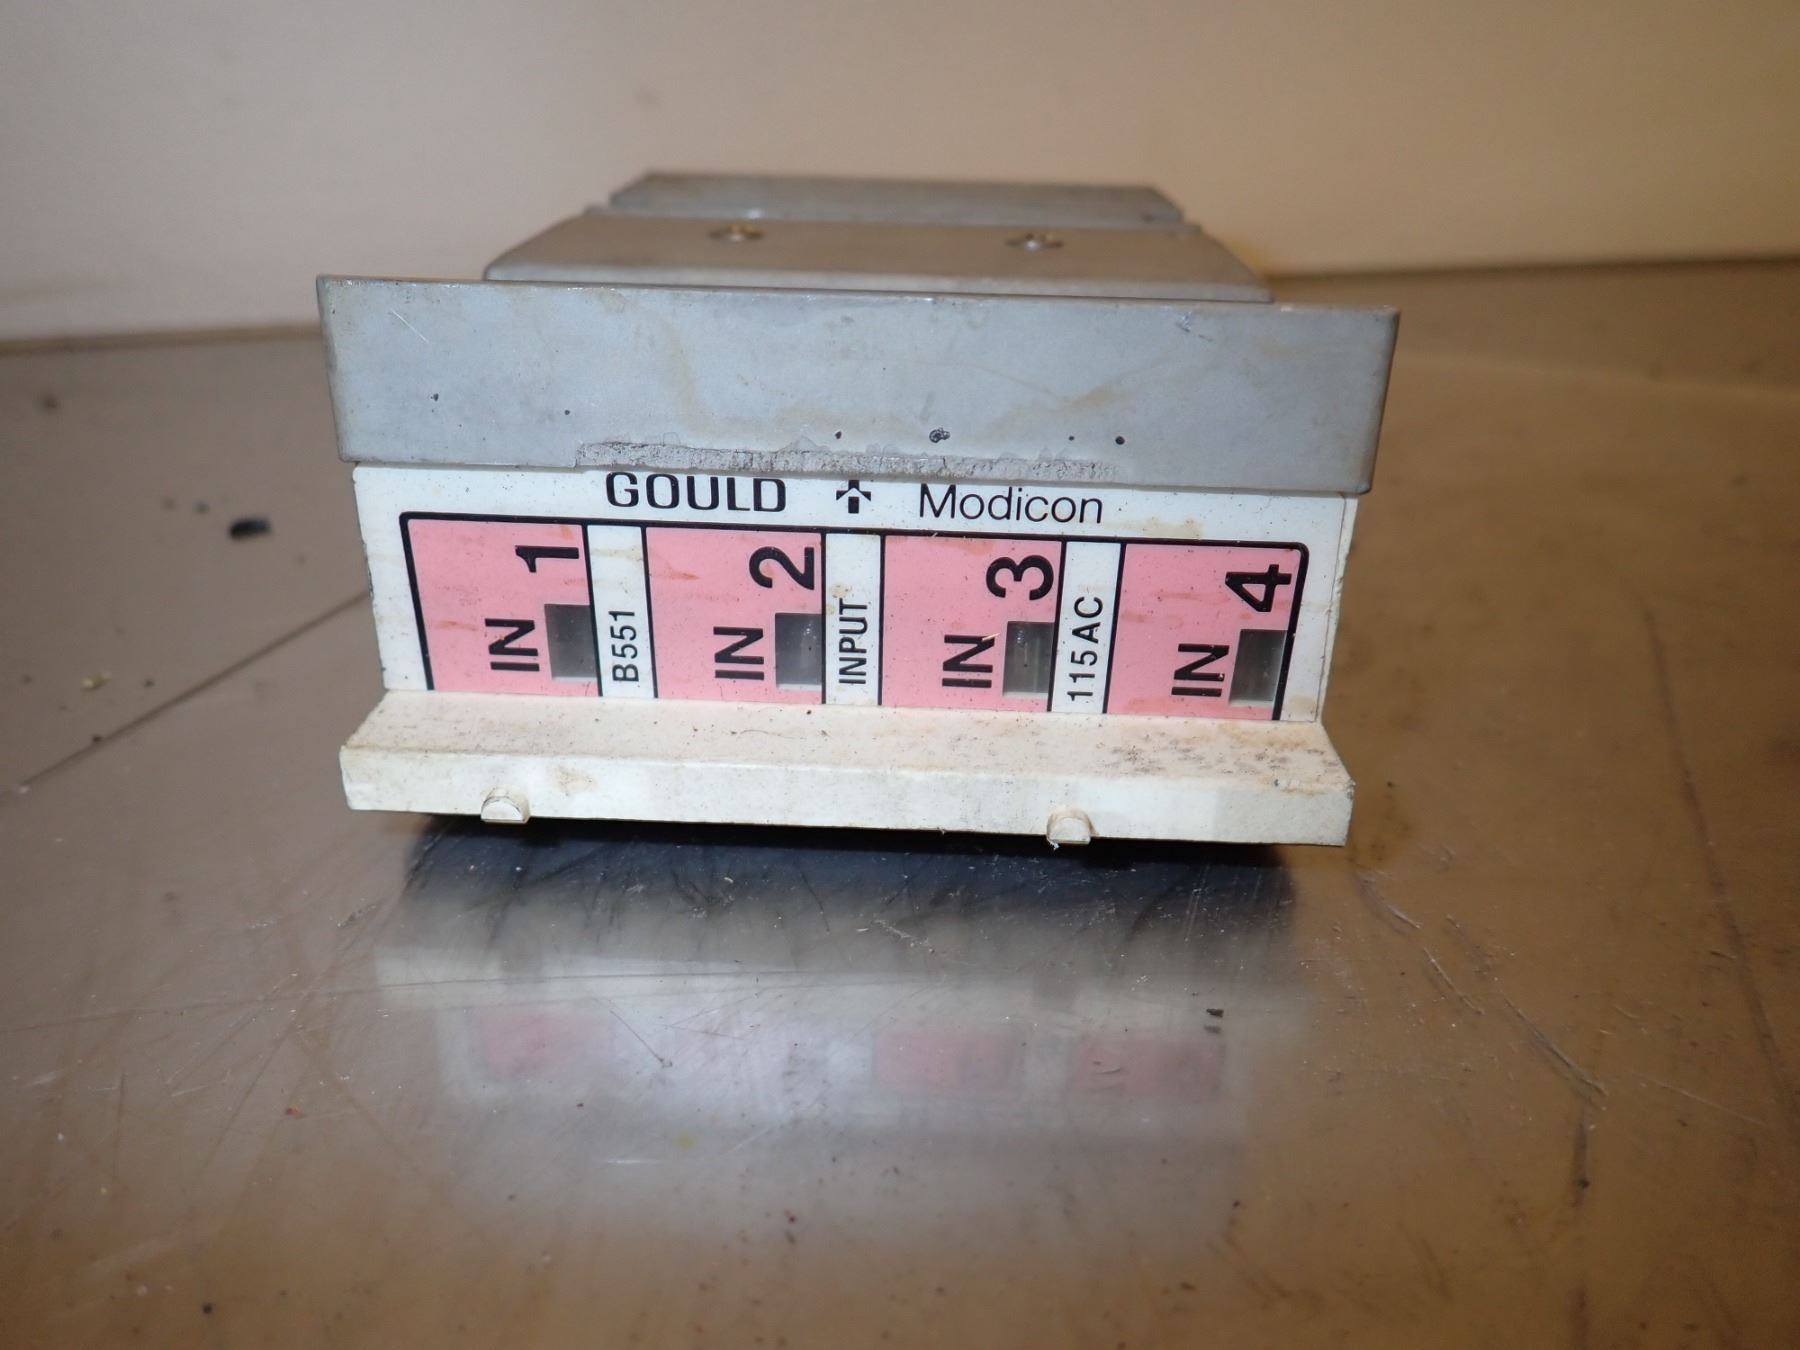 GOULD Modicon
IN 1
B551
IN 2
INPUT
IN 3
115AC
IN 4